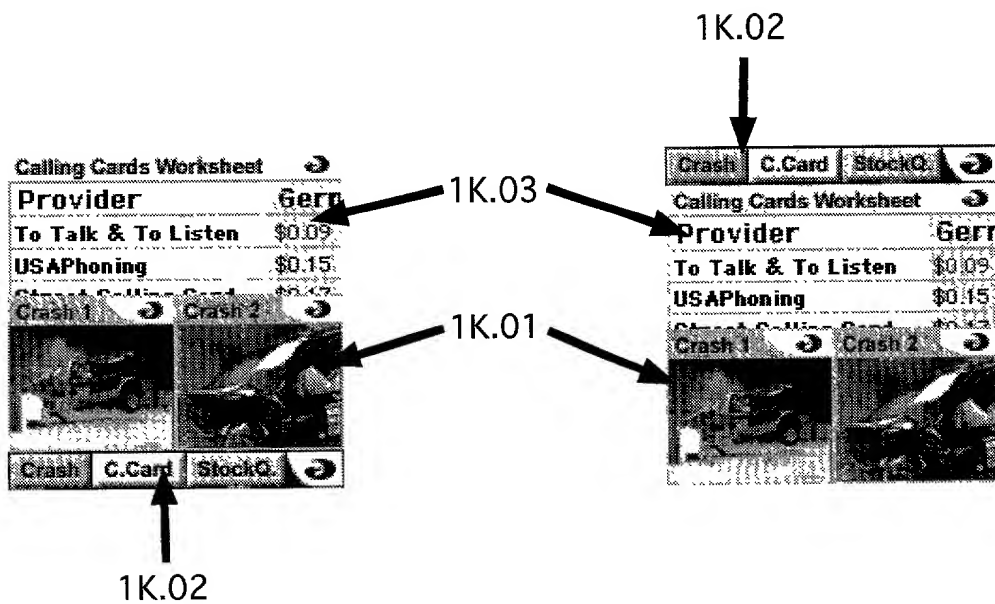 1K.02
Calling Cards Worksheet
Provider Gern
To Talk & To Listen $0.09
USAPhoning $0.15
Crash 1 Crash 2
Crash C.Card StockQ.
1K.03
1K.01
Crash C.Card StockQ.
Calling Cards Worksheet
Provider Gern
To Talk & To Listen $0.09
USAPhoning $0.15
Crash 1 Crash 2
1K.02